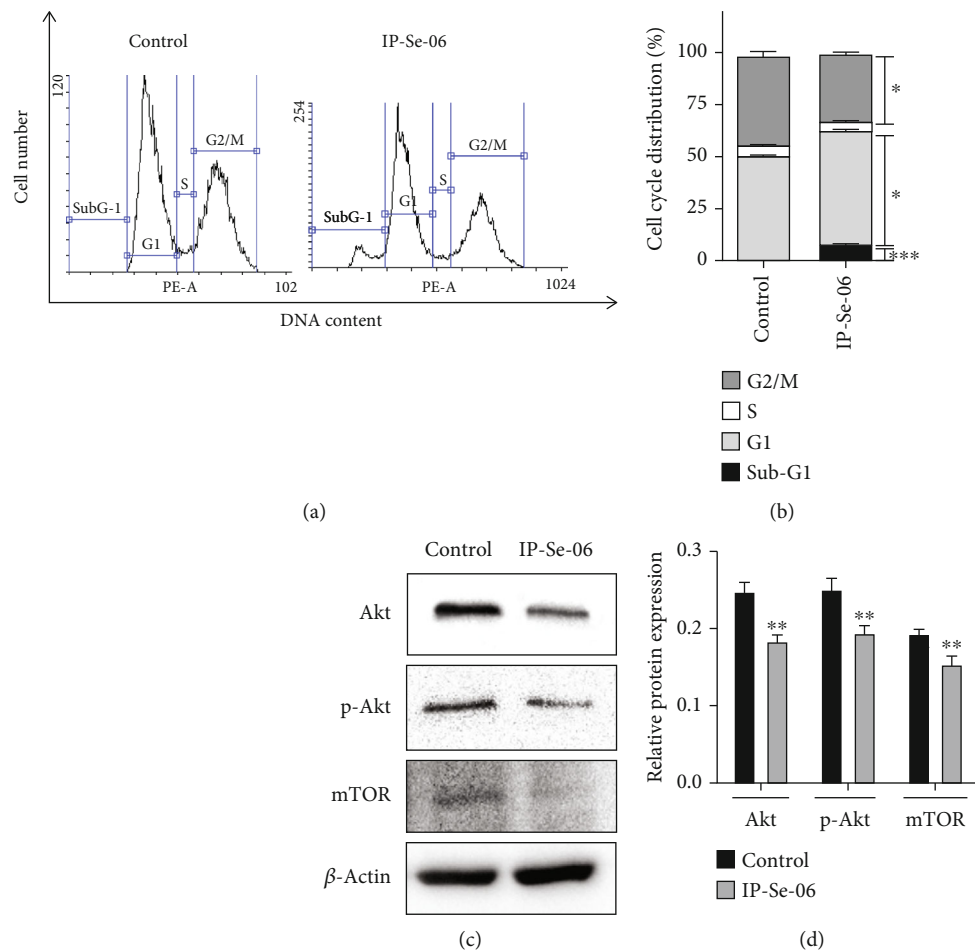 Control
IP-Se-06
120
Cell number
SubG-1
G1
S
G2/M
PE-A
102
254
SubG-1
G1
S
G2/M
PE-A
1024
DNA content
(a)
Cell cycle distribution (%)
100
75
50
25
0
*
*
***
Control
IP-Se-06
G2/M
S
G1
Sub-G1
(b)
Control IP-Se-06
Akt
p-Akt
mTOR
β-Actin
(c)
Relative protein expression
0.3
0.2
0.1
0.0
**
**
**
Akt p-Akt mTOR
Control
IP-Se-06
(d)